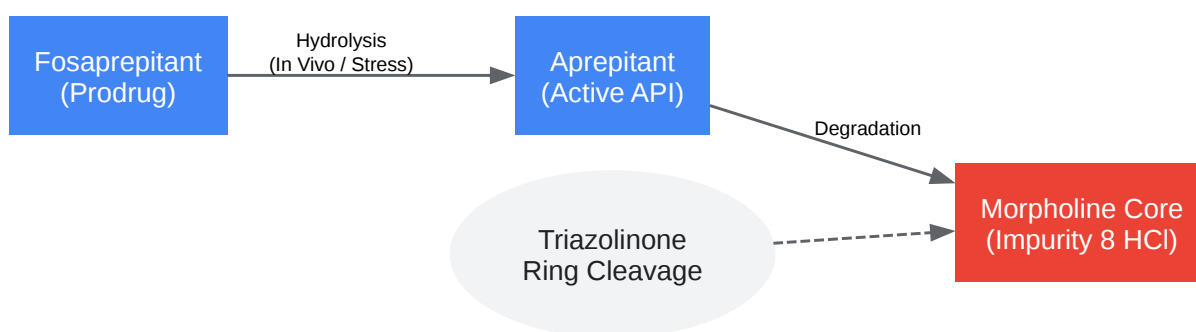 Fosaprepitant
(Prodrug)
Hydrolysis
(In Vivo / Stress)
Aprepitant
(Active API)
Degradation
Triazolinone
Ring Cleavage
Morpholine Core
(Impurity 8 HCl)